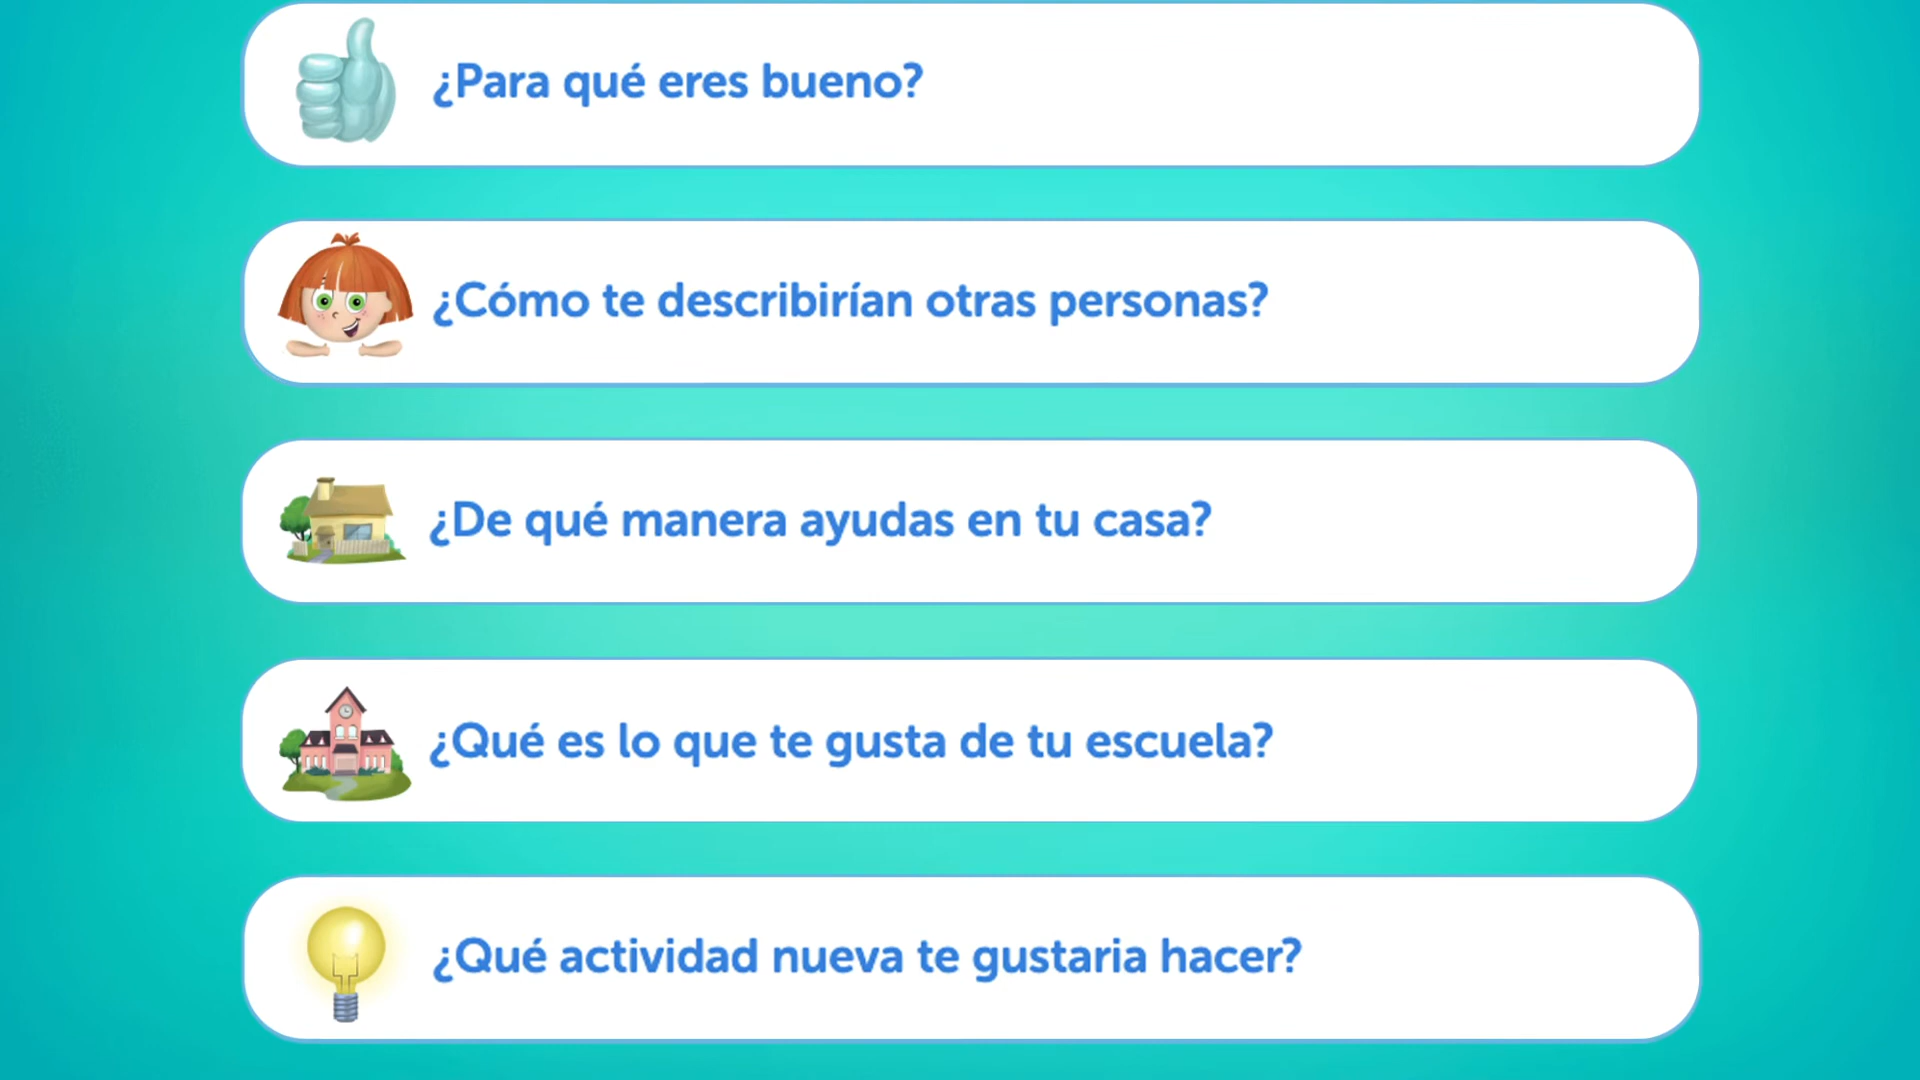 ¿Para qué eres bueno?
¿Cómo te describirían otras personas?
¿De qué manera ayudas en tu casa?
¿Qué es lo que te gusta de tu escuela?
¿Qué actividad nueva te gustaria hacer?